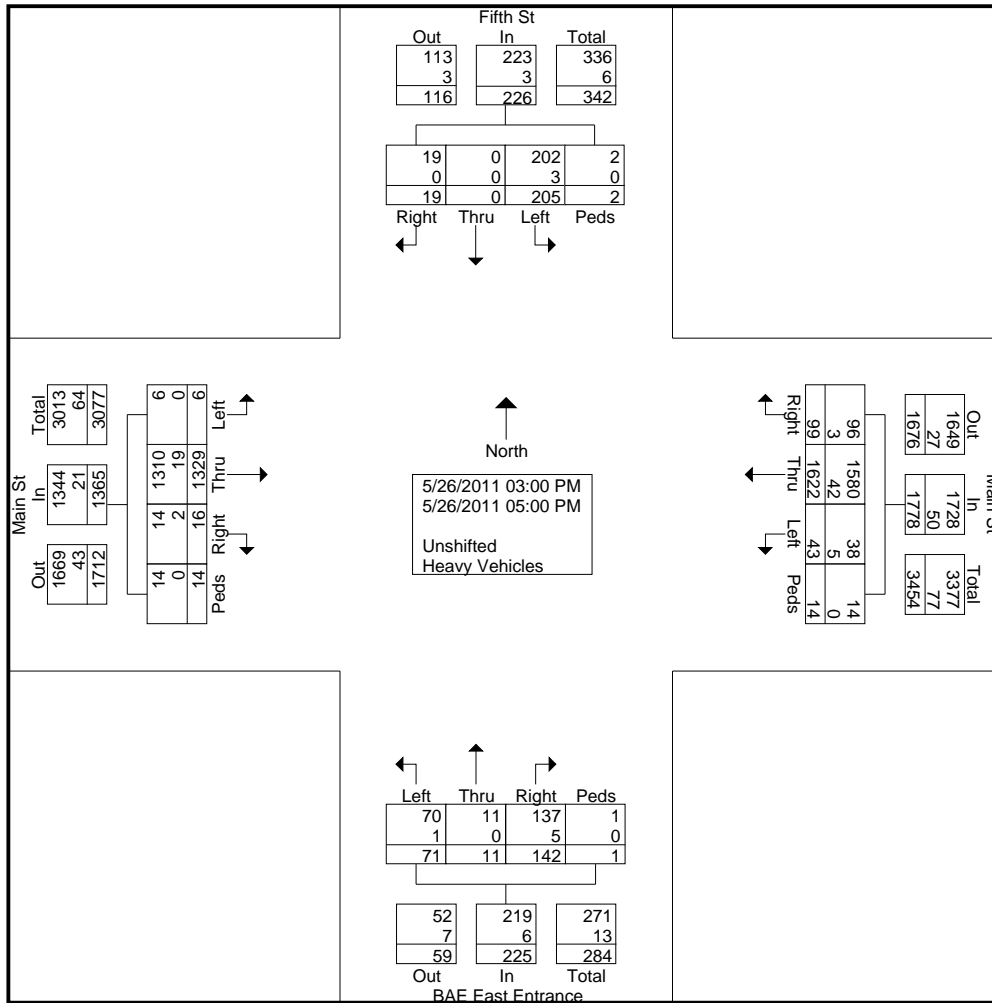 Fifth St
Out In Total
113 223 336
3 3 6
116 226 342
19 0 202 2
0 0 3 0
19 0 205 2
Right Thru Left Peds
Main St
Total In Out
3013 1344 1669
64 21 43
3077 1365 1712
6 1310 14 14
0 19 2 0
6 1329 16 14
Left Thru Right Peds
North
5/26/2011 03:00 PM
5/26/2011 05:00 PM
Unshifted
Heavy Vehicles
Right Thru Left Peds
99 1622 43 14
3 42 5 0
96 1580 38 14
1676 1778 3454
27 50 77
1649 1728 3377
Out In Total
Main St
Left Thru Right Peds
70 11 137 1
1 0 5 0
71 11 142 1
52 219 271
7 6 13
59 225 284
Out In Total
BAE East Entrance